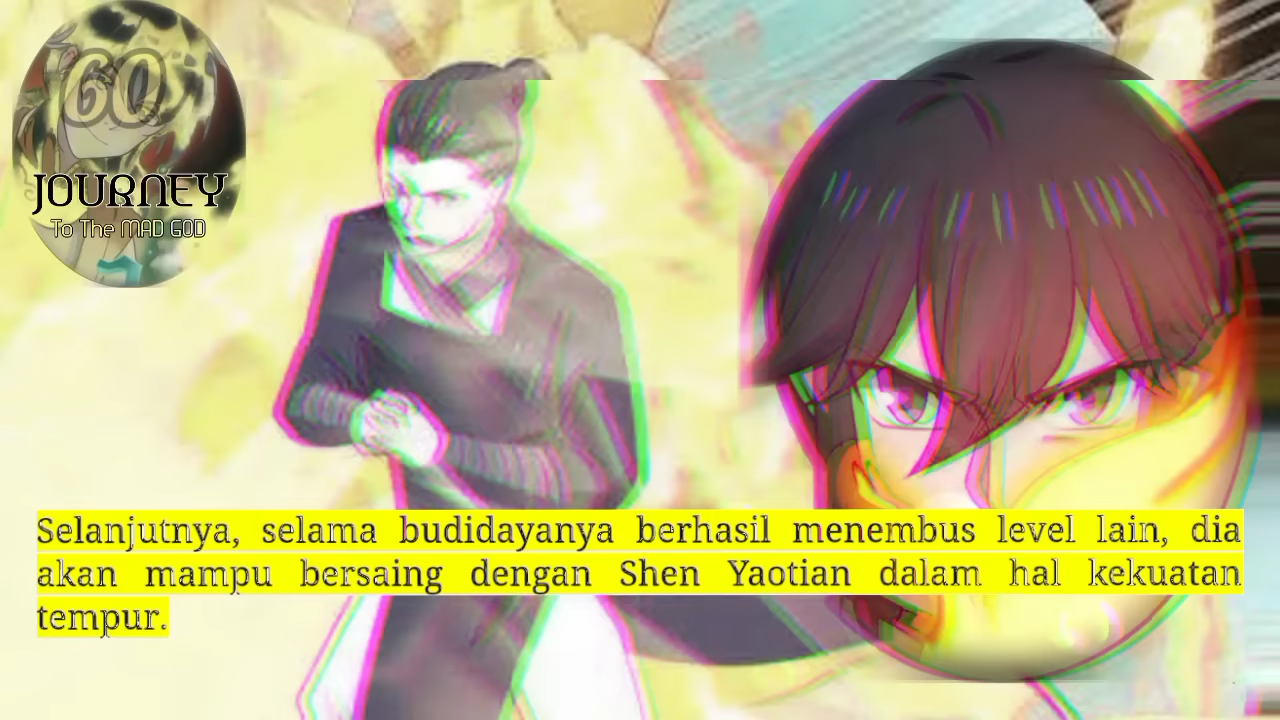 60
JOURNEY
To The MAD GOD
Selanjutnya, selama budidayanya berhasil menembus level lain, dia
akan mampu bersaing dengan Shen Yaotian dalam hal kekuatan
tempur.